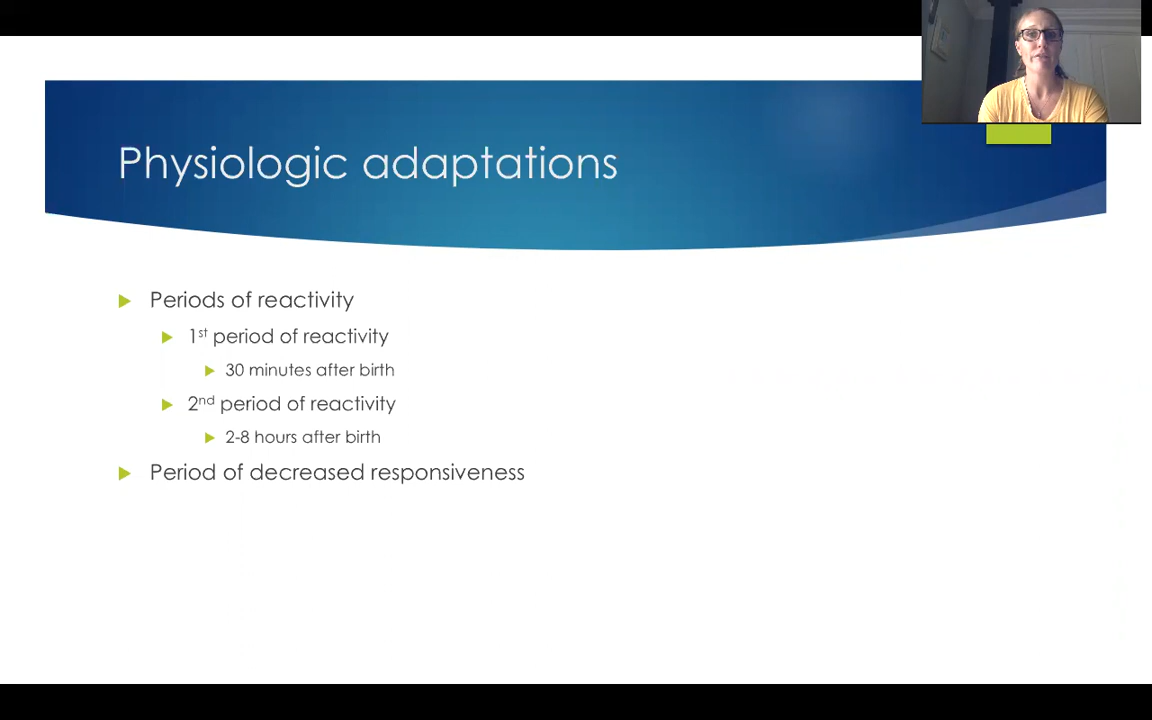 Physiologic adaptations
Periods of reactivity
1st period of reactivity
30 minutes after birth
2nd period of reactivity
2-8 hours after birth
Period of decreased responsiveness